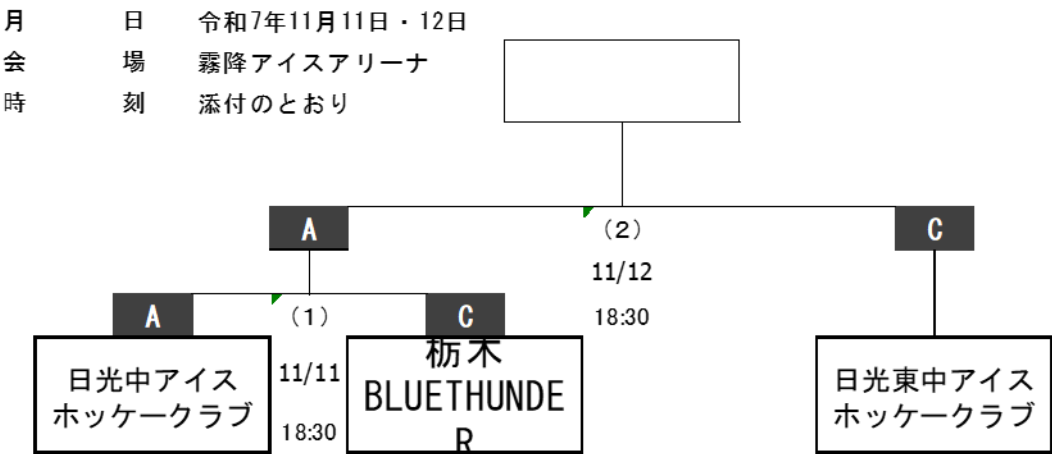 月　日　令和7年11月11日・12日
会　場　霧降アイスアリーナ
時　刻　添付のとおり
A
（2）
C
11/12
18:30
A
（1）
C
11/11
18:30
日光中アイス
ホッケークラブ
栃木
BLUETHUNDE
R
日光東中アイス
ホッケークラブ